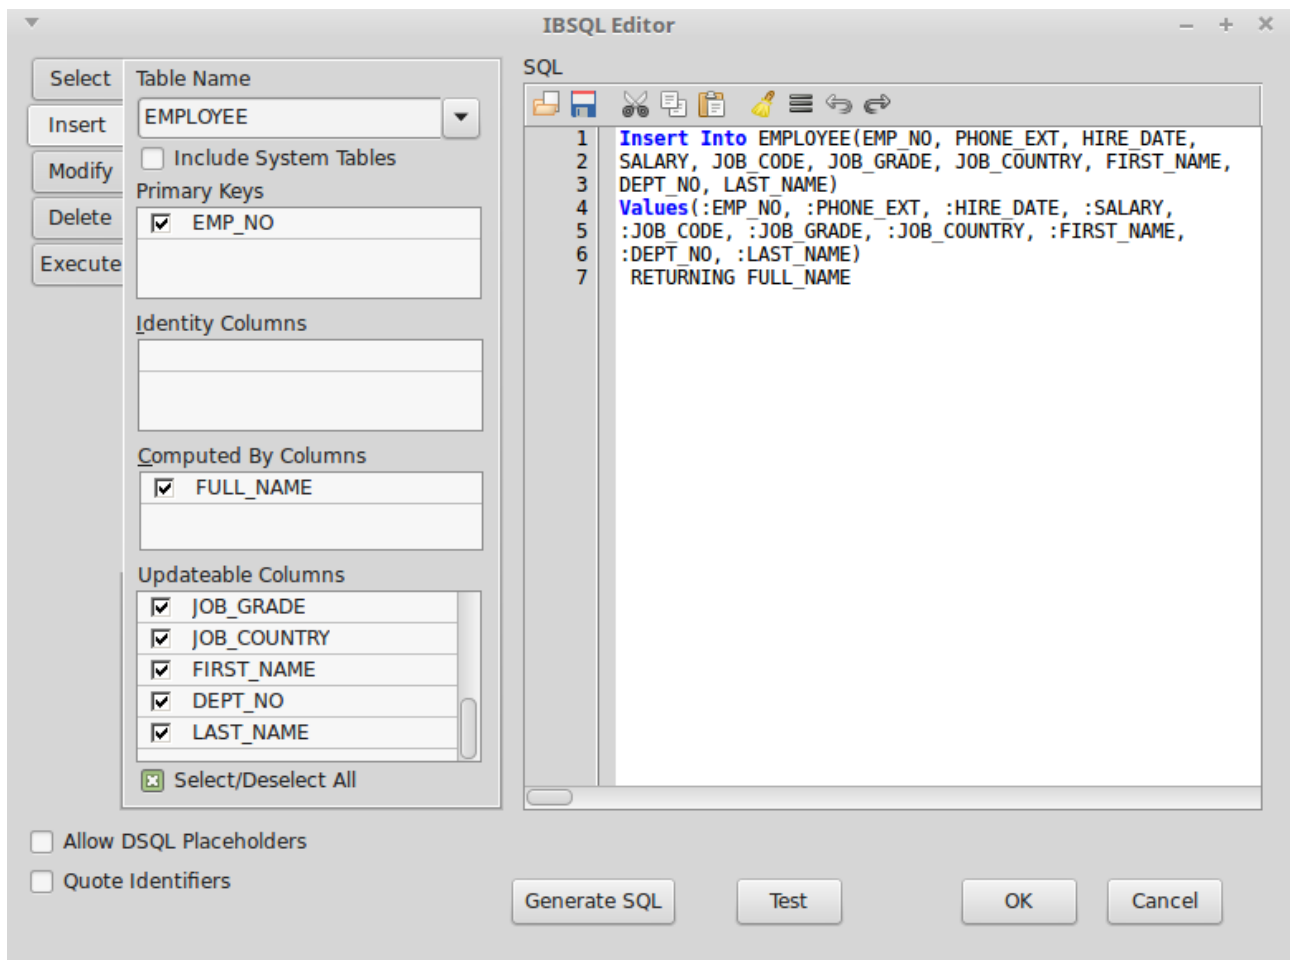 IBSQL Editor
Select
Insert
Modify
Delete
Execute
Table Name
EMPLOYEE
Include System Tables
Primary Keys
EMP_NO
Identity Columns
Computed By Columns
FULL_NAME
Updateable Columns
JOB_GRADE
JOB_COUNTRY
FIRST_NAME
DEPT_NO
LAST_NAME
Select/Deselect All
Allow DSQL Placeholders
Quote Identifiers
SQL
1 Insert Into EMPLOYEE(EMP_NO, PHONE_EXT, HIRE_DATE,
2 SALARY, JOB_CODE, JOB_GRADE, JOB_COUNTRY, FIRST_NAME,
3 DEPT_NO, LAST_NAME)
4 Values(:EMP_NO, :PHONE_EXT, :HIRE_DATE, :SALARY,
5 :JOB_CODE, :JOB_GRADE, :JOB_COUNTRY, :FIRST_NAME,
6 :DEPT_NO, :LAST_NAME)
7 RETURNING FULL_NAME
Generate SQL
Test
OK
Cancel